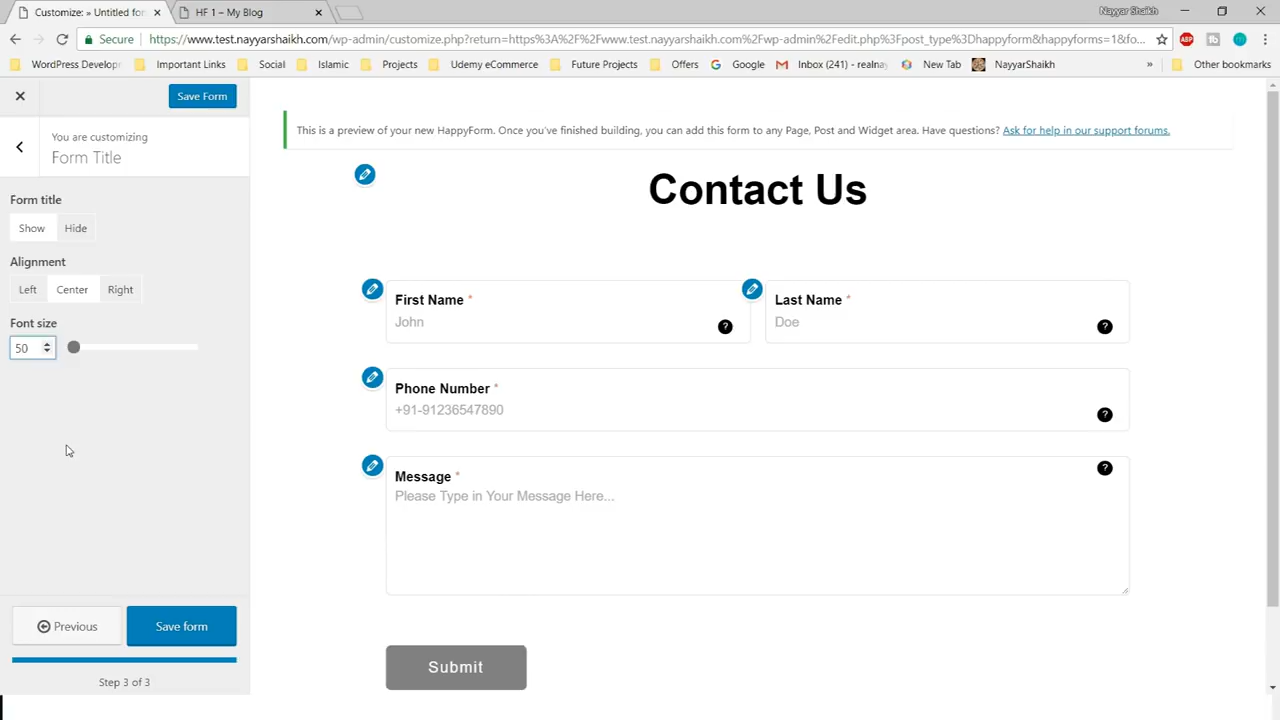 Customize: » Untitled for
HF 1 – My Blog
Nayyar Shaikh
Secure
https://www.test.nayyarshaikh.com/wp-admin/customize.php?return=https%3A%2F%2Fwww.test.nayyarshaikh.com%2Fwp-admin%2Fedit.php%3Fpost_type%3Dhappyform&happyforms=1&fo...
ABP
WordPress Develop
Important Links
Social
Islamic
Projects
Udemy eCommerce
Future Projects
Offers
Google
Inbox (241) - realnay
New Tab
NayyarShaikh
»
Other bookmarks
Save Form
You are customizing
Form Title
Form title
Show
Hide
Alignment
Left
Center
Right
Font size
50
Previous
Save form
Step 3 of 3
This is a preview of your new HappyForm. Once you've finished building, you can add this form to any Page, Post and Widget area. Have questions? Ask for help in our support forums.
Contact Us
First Name *
John
?
Last Name *
Doe
?
Phone Number *
+91-91236547890
?
Message *
Please Type in Your Message Here...
?
Submit